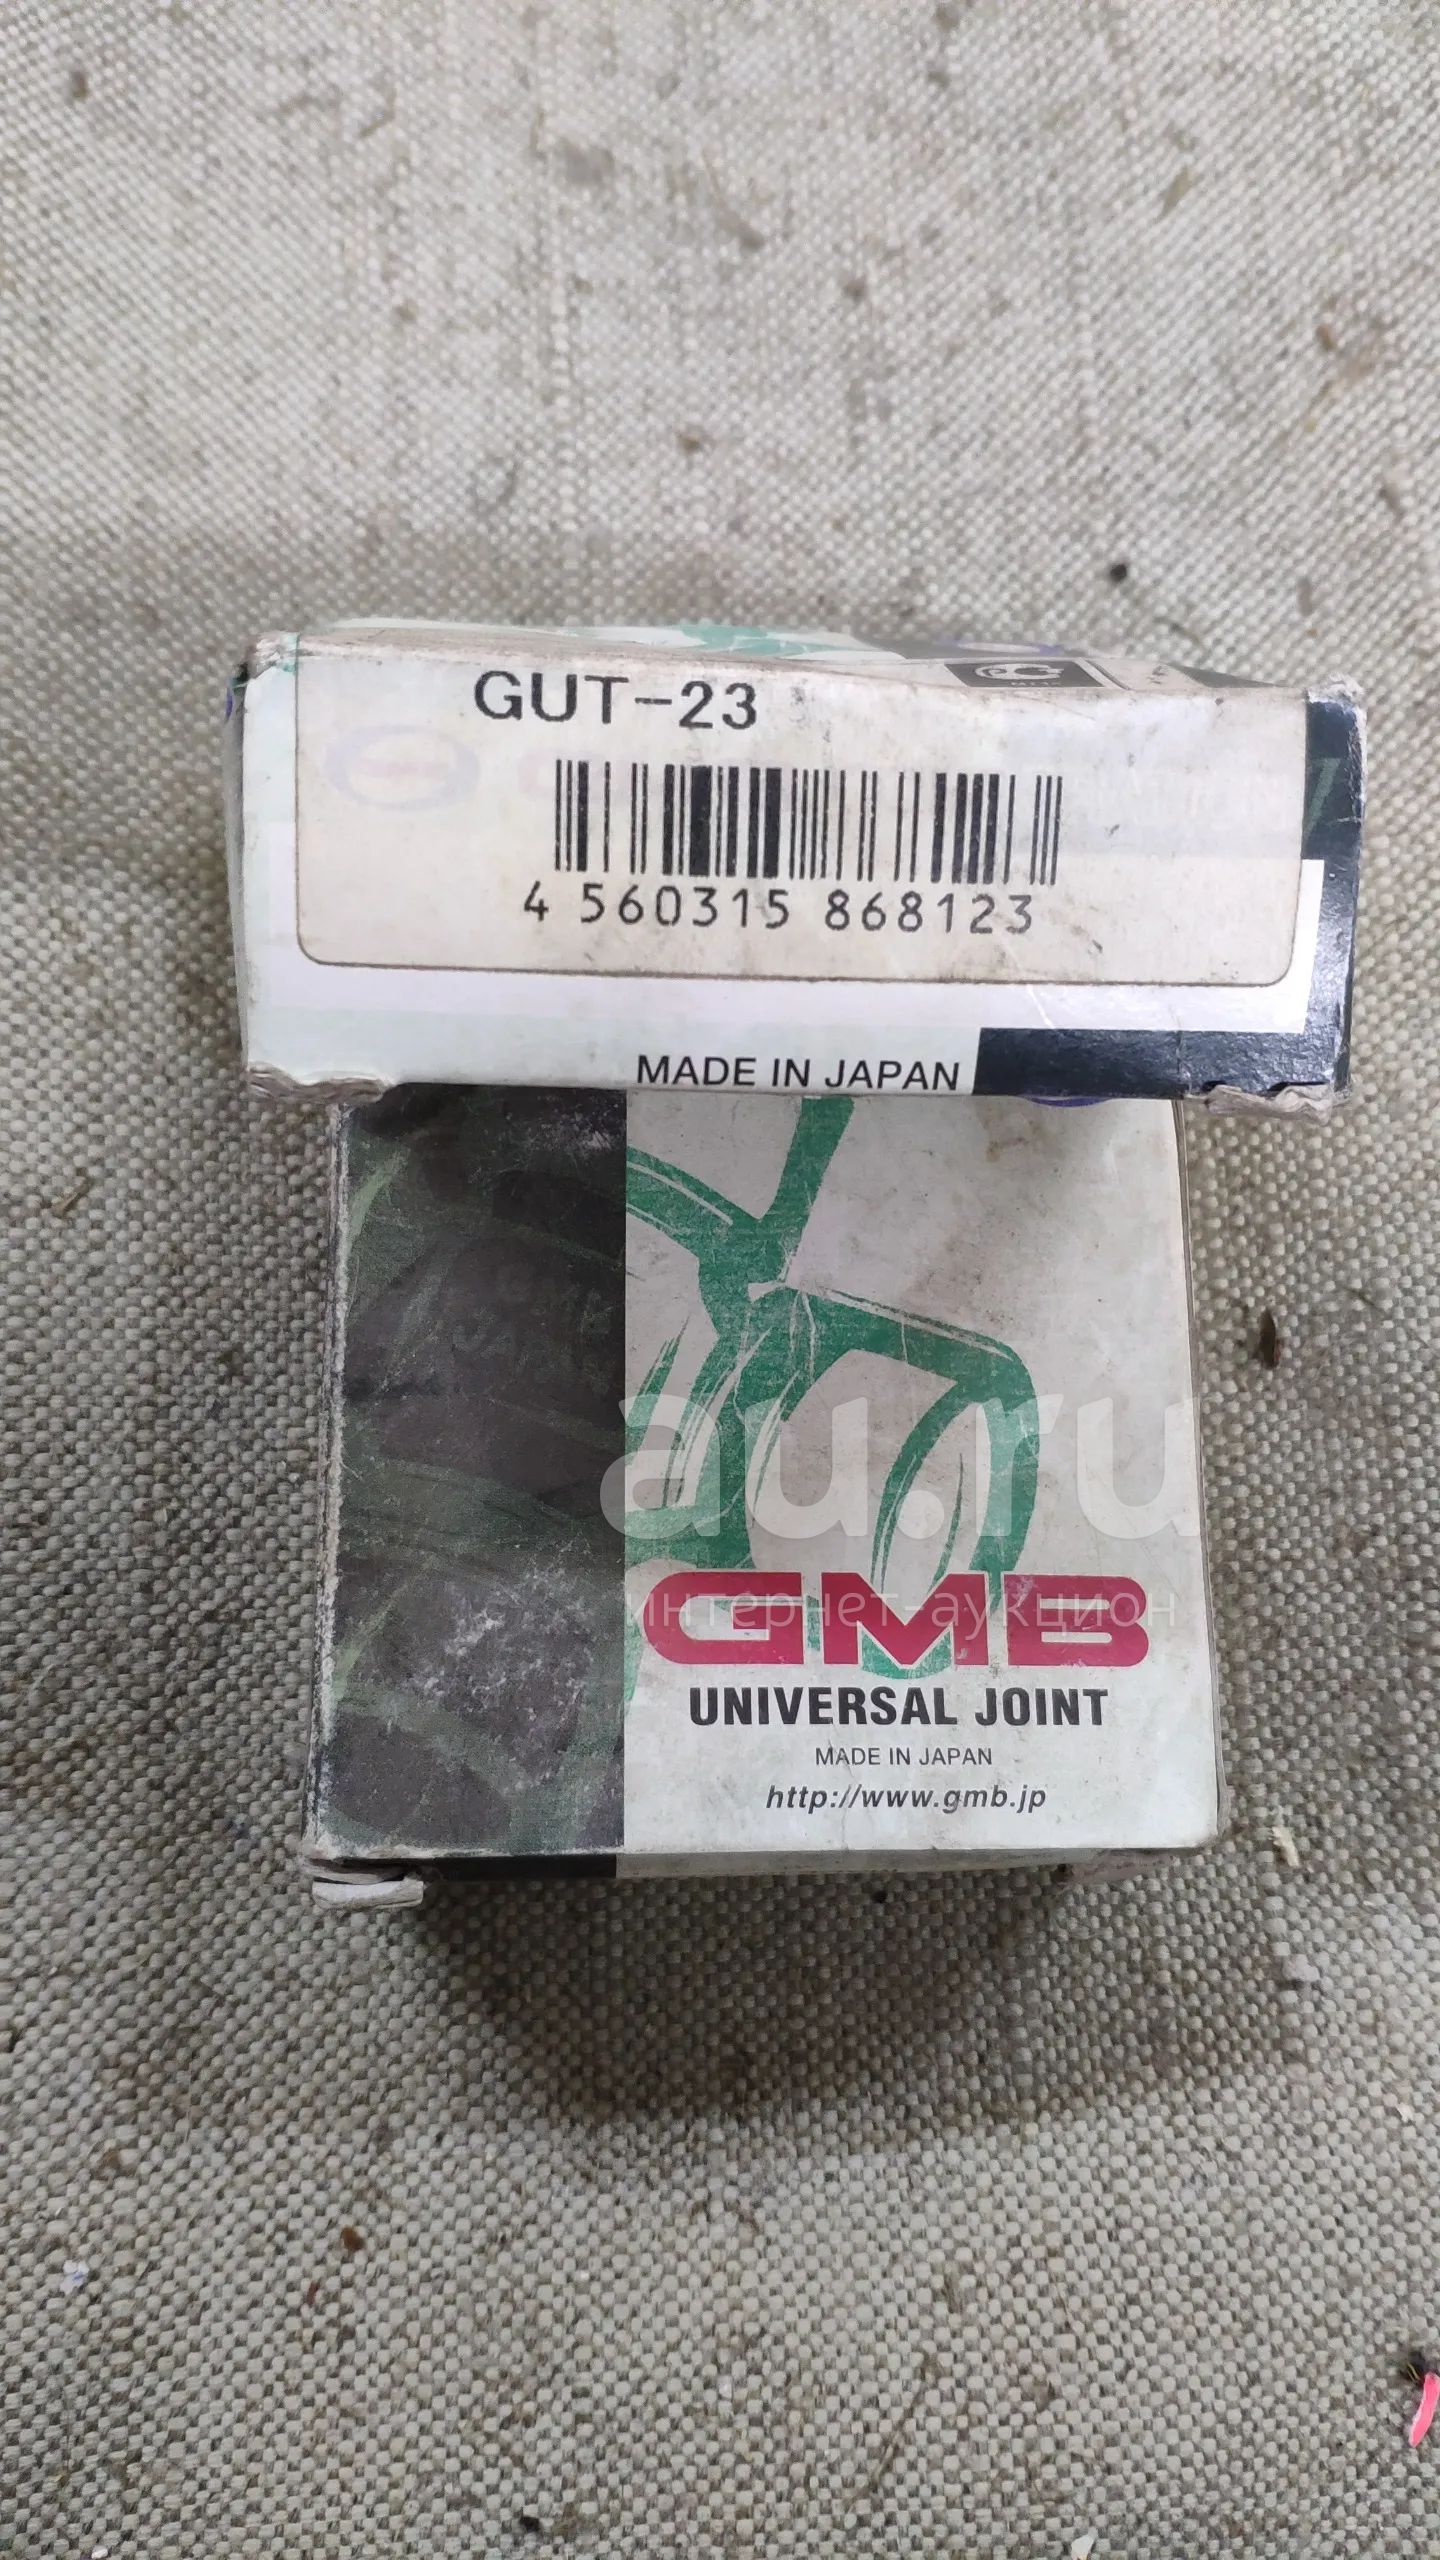 GUT-23
4 560315 868123
MADE IN JAPAN
au.ru
интернет-аукцион
GMB
UNIVERSAL JOINT
MADE IN JAPAN
http://www.gmb.jp